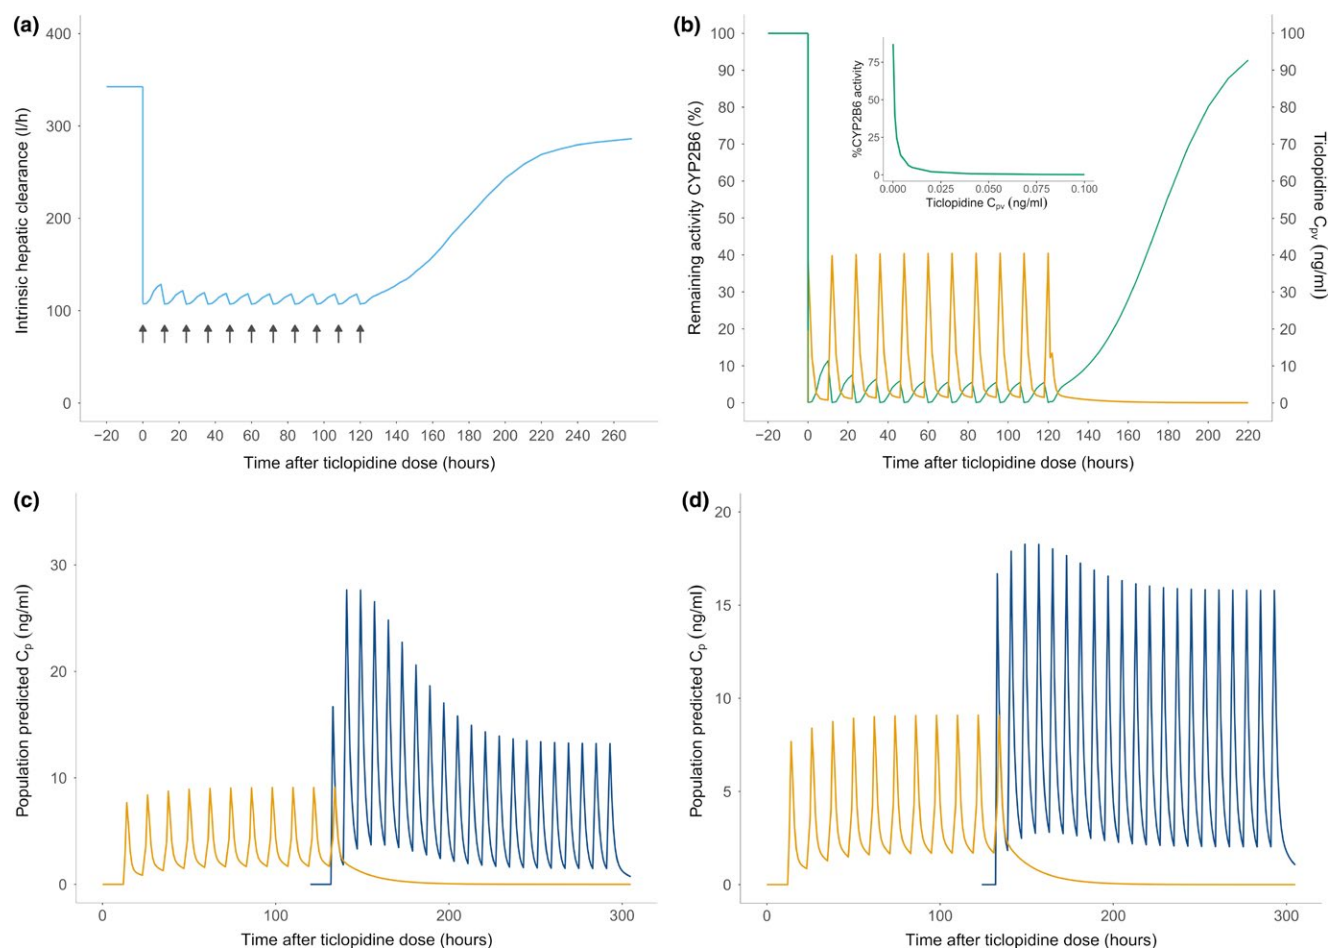 (a)
Intrinsic hepatic clearance (l/h)
400
300
200
100
0
−20 0 20 40 60 80 100 120 140 160 180 200 220 240 260
Time after ticlopidine dose (hours)
(b)
Remaining activity CYP2B6 (%)
100
90
80
70
60
50
40
30
20
10
0
%CYP2B6 activity
75
50
25
0
0.000 0.025 0.050 0.075 0.100
Ticlopidine Cpv (ng/ml)
100
90
80
70
60
50
40
30
20
10
0
Ticlopidine Cpv
(ng/ml)
−20 0 20 40 60 80 100 120 140 160 180 200 220
Time after ticlopidine dose (hours)
(c)
Population predicted Cp (ng/ml)
30
20
10
0
0 100 200 300
Time after ticlopidine dose (hours)
(d)
Population predicted Cp (ng/ml)
20
15
10
5
0
0 100 200 300
Time after ticlopidine dose (hours)